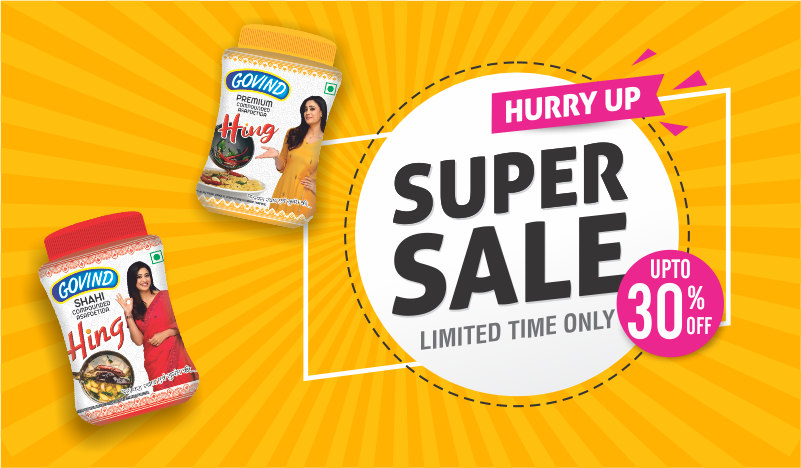 GOVIND
PREMIUM
COMPOUNDED
ASAFOETIDA
Hing
GOVIND
SHAHI
COMPOUNDED
ASAFOETIDA
Hing
HURRY UP
SUPER
SALE
LIMITED TIME ONLY
UPTO
30%
OFF